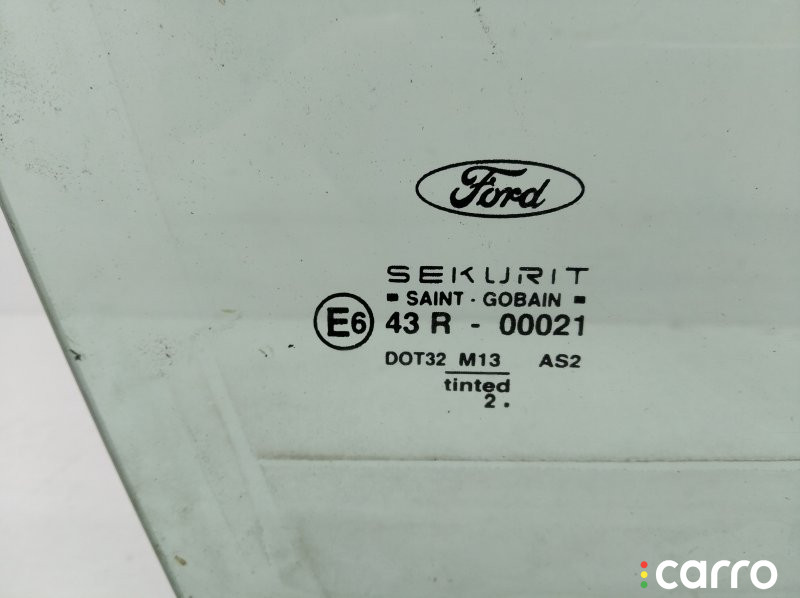 Ford
SEKURIT
SAINT - GOBAIN
E6 43 R - 00021
DOT32 M13 AS2
tinted
2 .
carro